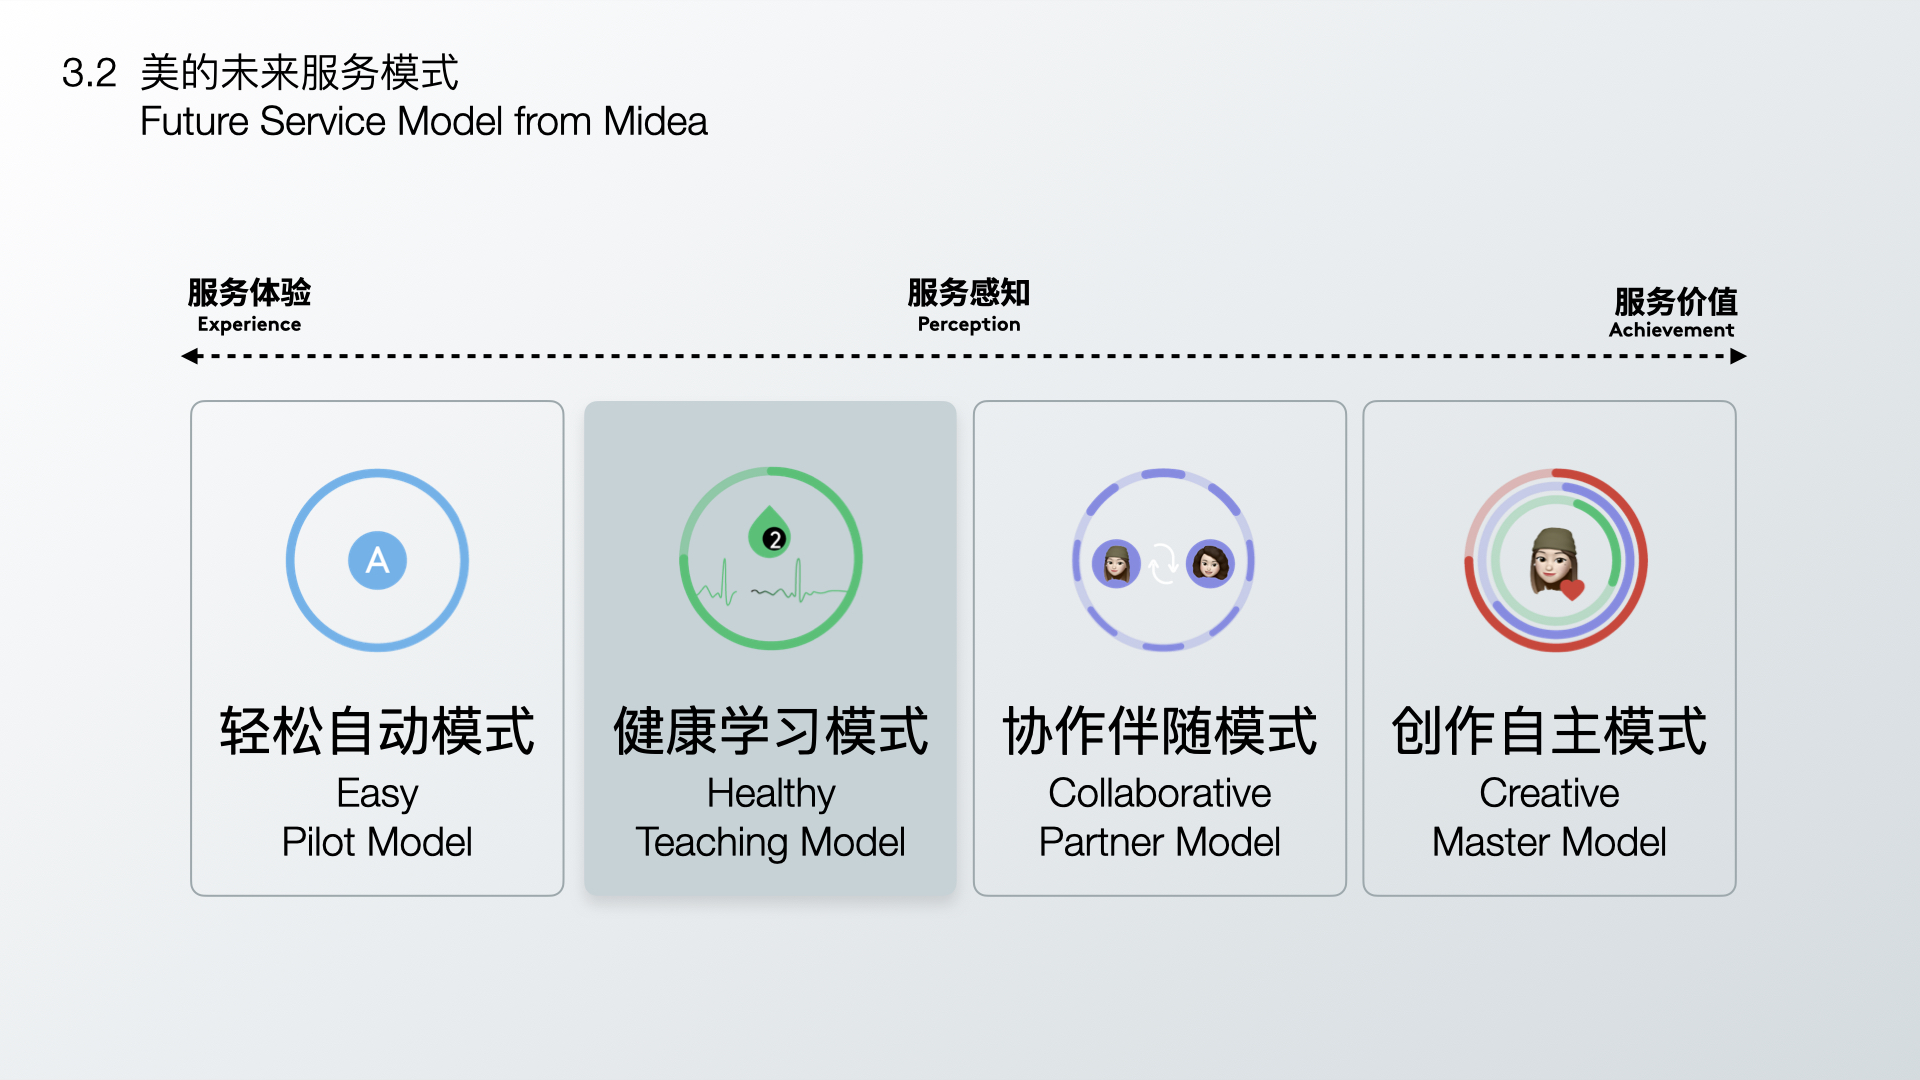 3.2 美的未来服务模式
Future Service Model from Midea
服务体验
Experience
服务感知
Perception
服务价值
Achievement
A
轻松自动模式
Easy
Pilot Model
2
健康学习模式
Healthy
Teaching Model
协作伴随模式
Collaborative
Partner Model
创作自主模式
Creative
Master Model